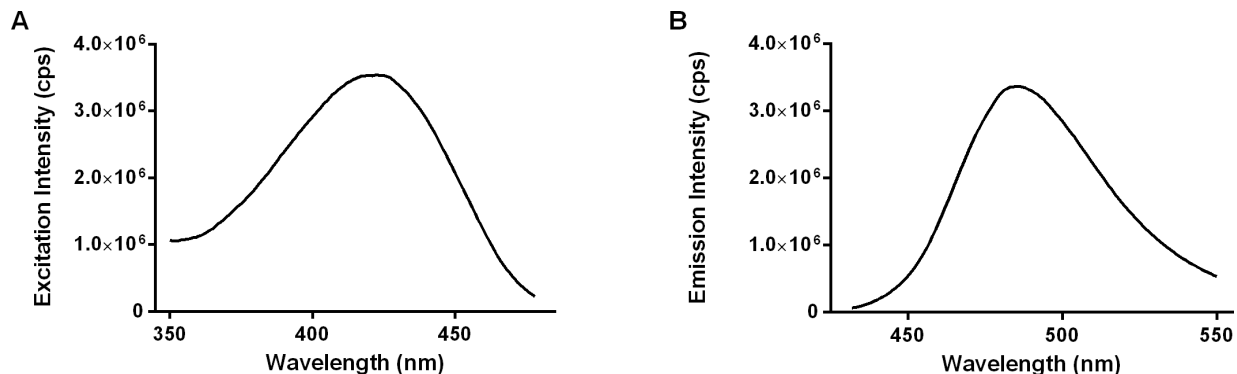 A
Excitation Intensity (cps)
4.0×10⁶
3.0×10⁶
2.0×10⁶
1.0×10⁶
0
350 400 450
Wavelength (nm)
B
Emission Intensity (cps)
4.0×10⁶
3.0×10⁶
2.0×10⁶
1.0×10⁶
0
450 500 550
Wavelength (nm)